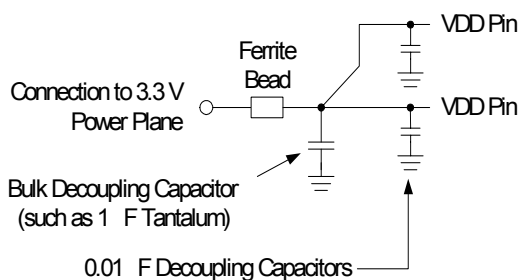 Ferrite
Bead
VDD Pin
Connection to 3.3 V
Power Plane
VDD Pin
Bulk Decoupling Capacitor
(such as 1 F Tantalum)
0.01 F Decoupling Capacitors